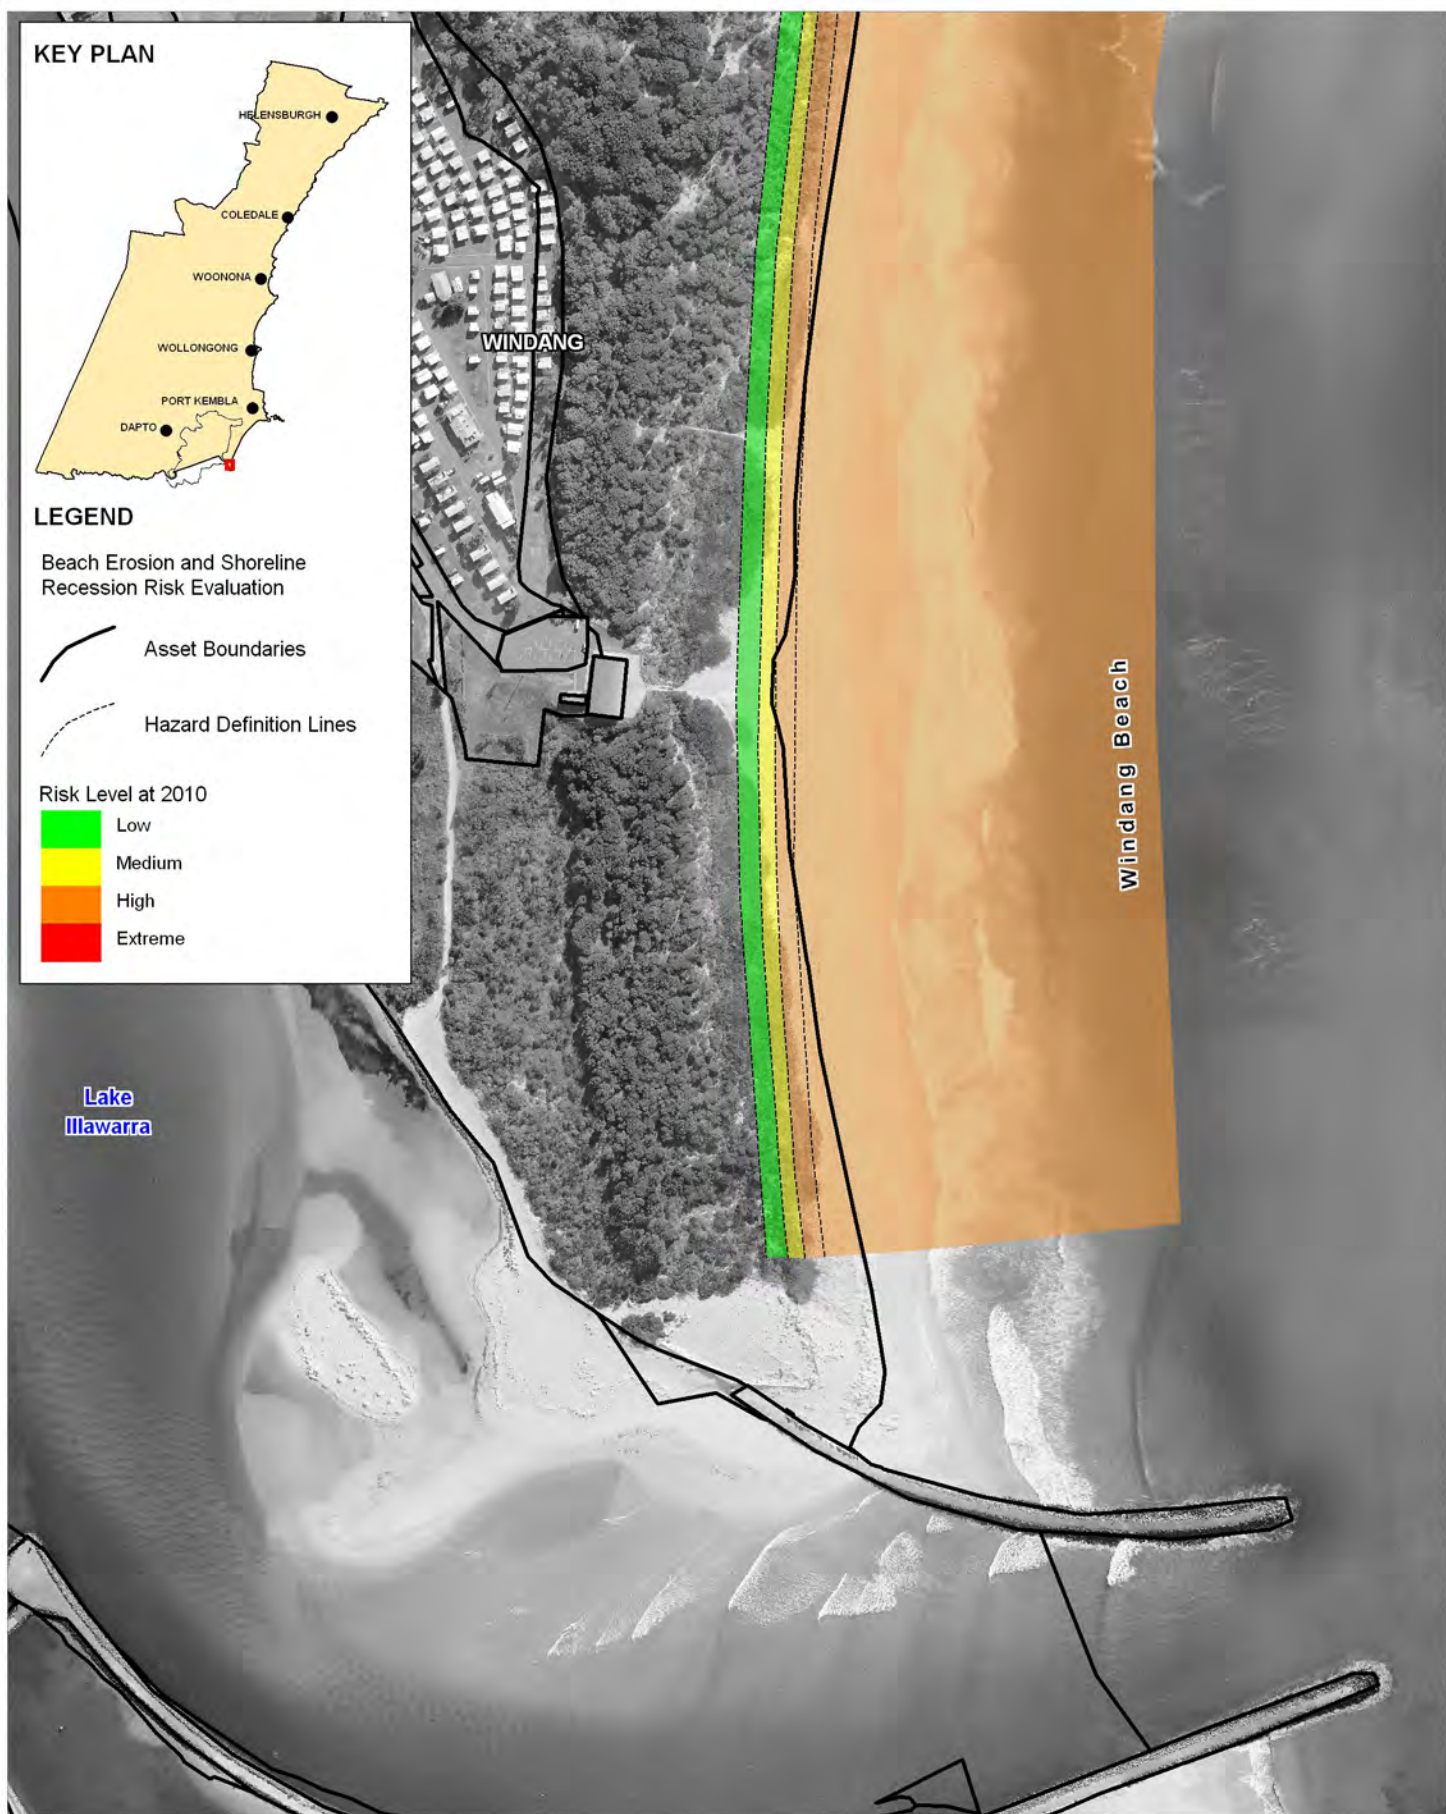 KEY PLAN
HELENSBURGH
COLEDALE
WOONONA
WOLLONGONG
PORT KEMBLA
DAPTO
LEGEND
Beach Erosion and Shoreline
Recession Risk Evaluation
Asset Boundaries
Hazard Definition Lines
Risk Level at 2010
Low
Medium
High
Extreme
WINDANG
Windang Beach
Lake
Illawarra